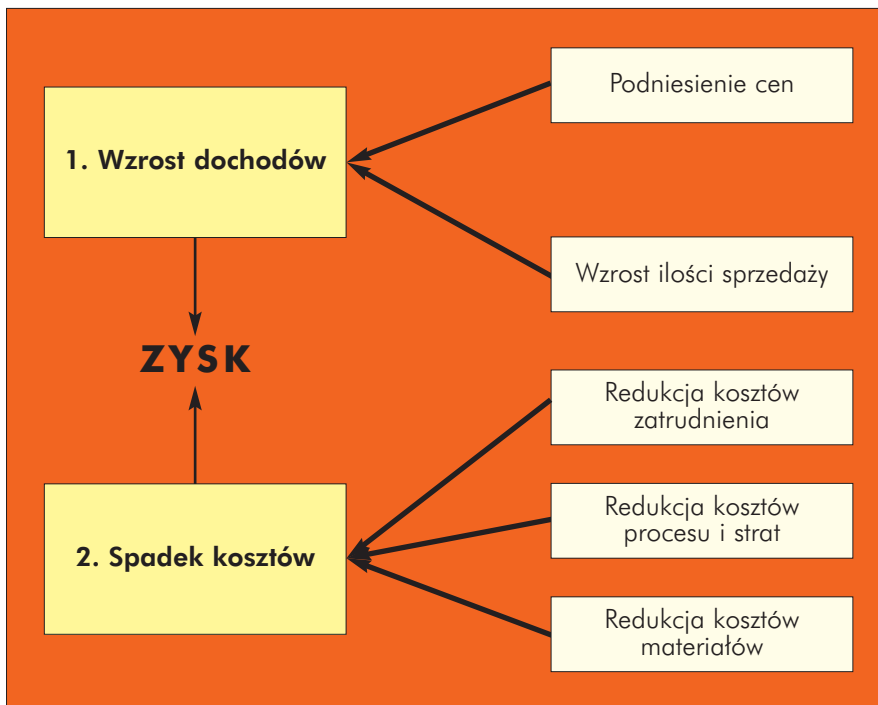 Podniesienie cen
1. Wzrost dochodów
Wzrost ilości sprzedaży
ZYSK
Redukcja kosztów
zatrudnienia
Redukcja kosztów
procesu i strat
2. Spadek kosztów
Redukcja kosztów
materiałów